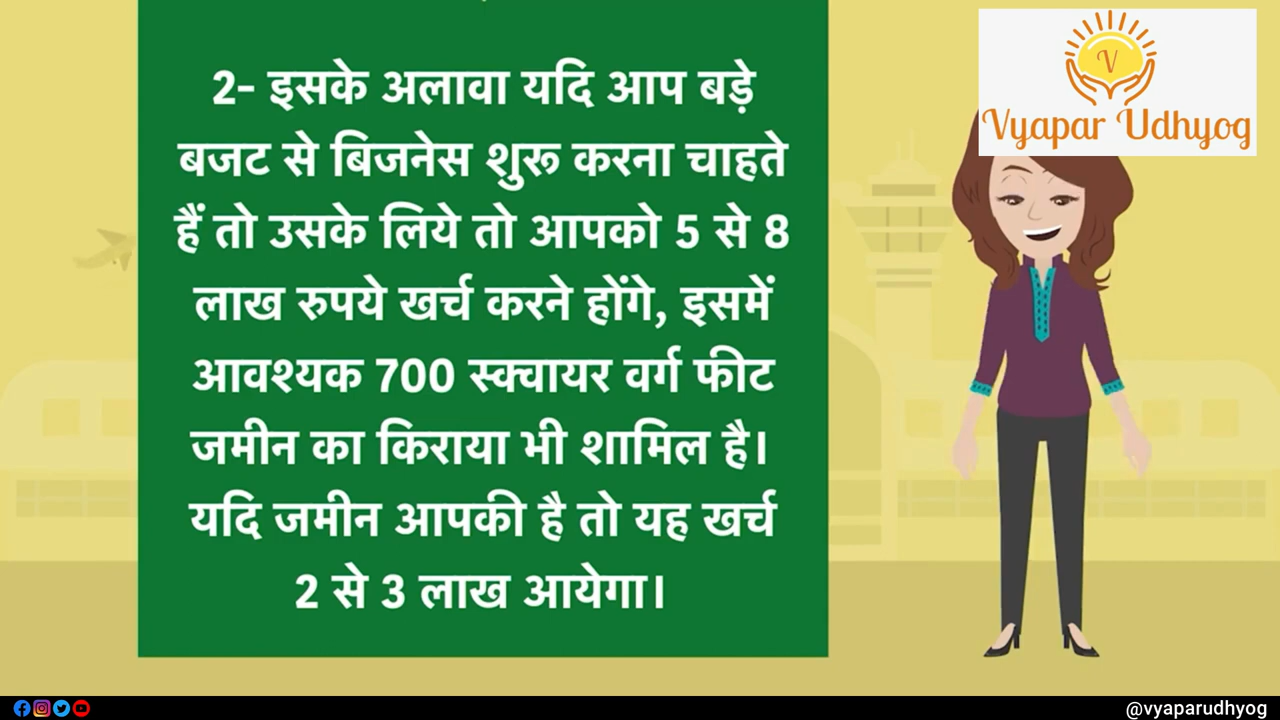 2- इसके अलावा यदि आप बड़े
बजट से बिजनेस शुरू करना चाहते
हैं तो उसके लिये तो आपको 5 से 8
लाख रुपये खर्च करने होंगे, इसमें
आवश्यक 700 स्क्वायर वर्ग फीट
जमीन का किराया भी शामिल है।
यदि जमीन आपकी है तो यह खर्च
2 से 3 लाख आयेगा।
V
Vyapar Udhyog
@vyaparudhyog